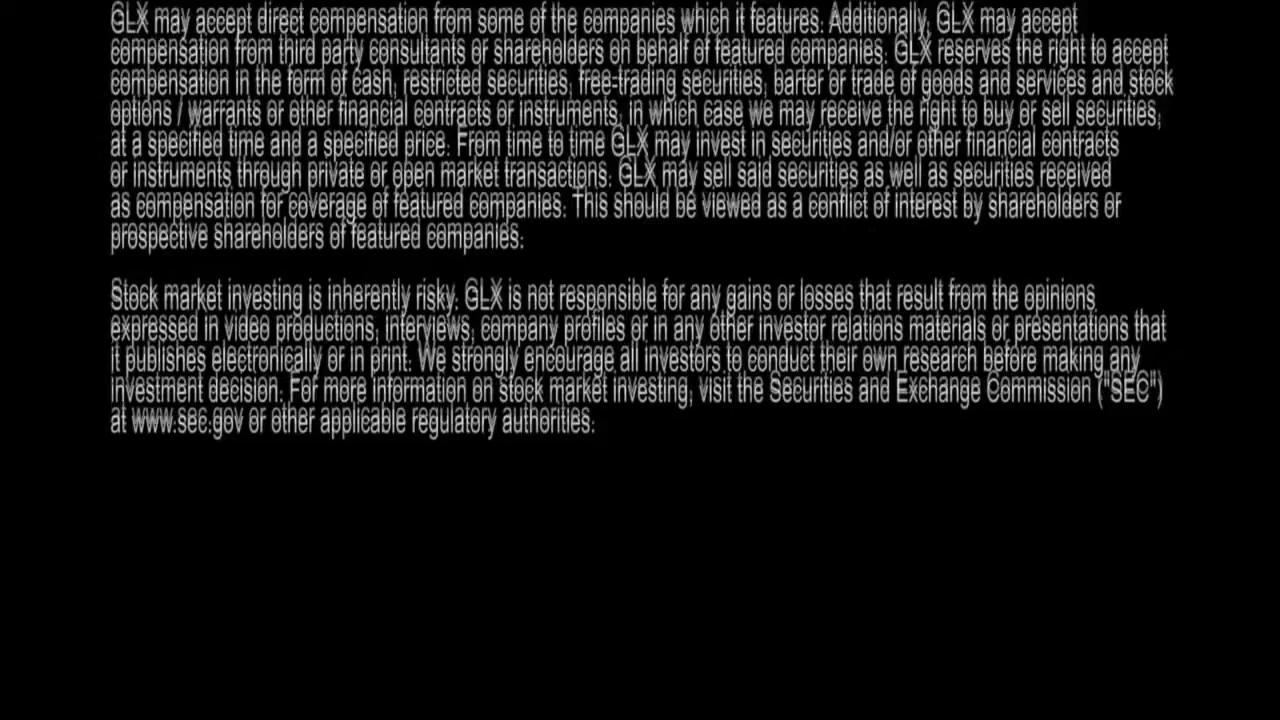 GLX may accept direct compensation from some of the companies which it features. Additionally, GLX may accept
compensation from third party consultants or shareholders on behalf of featured companies. GLX reserves the right to accept
compensation in the form of cash, restricted securities, free-trading securities, barter or trade of goods and services and stock
options / warrants or other financial contracts or instruments, in which case we may receive the right to buy or sell securities,
at a specified time and a specified price. From time to time GLX may invest in securities and/or other financial contracts
or instruments through private or open market transactions. GLX may sell said securities as well as securities received
as compensation for coverage of featured companies. This should be viewed as a conflict of interest by shareholders or
prospective shareholders of featured companies.
Stock market investing is inherently risky. GLX is not responsible for any gains or losses that result from the opinions
expressed in video productions, interviews, company profiles or in any other investor relations materials or presentations that
it publishes electronically or in print. We strongly encourage all investors to conduct their own research before making any
investment decision. For more information on stock market investing, visit the Securities and Exchange Commission ("SEC")
at www.sec.gov or other applicable regulatory authorities.